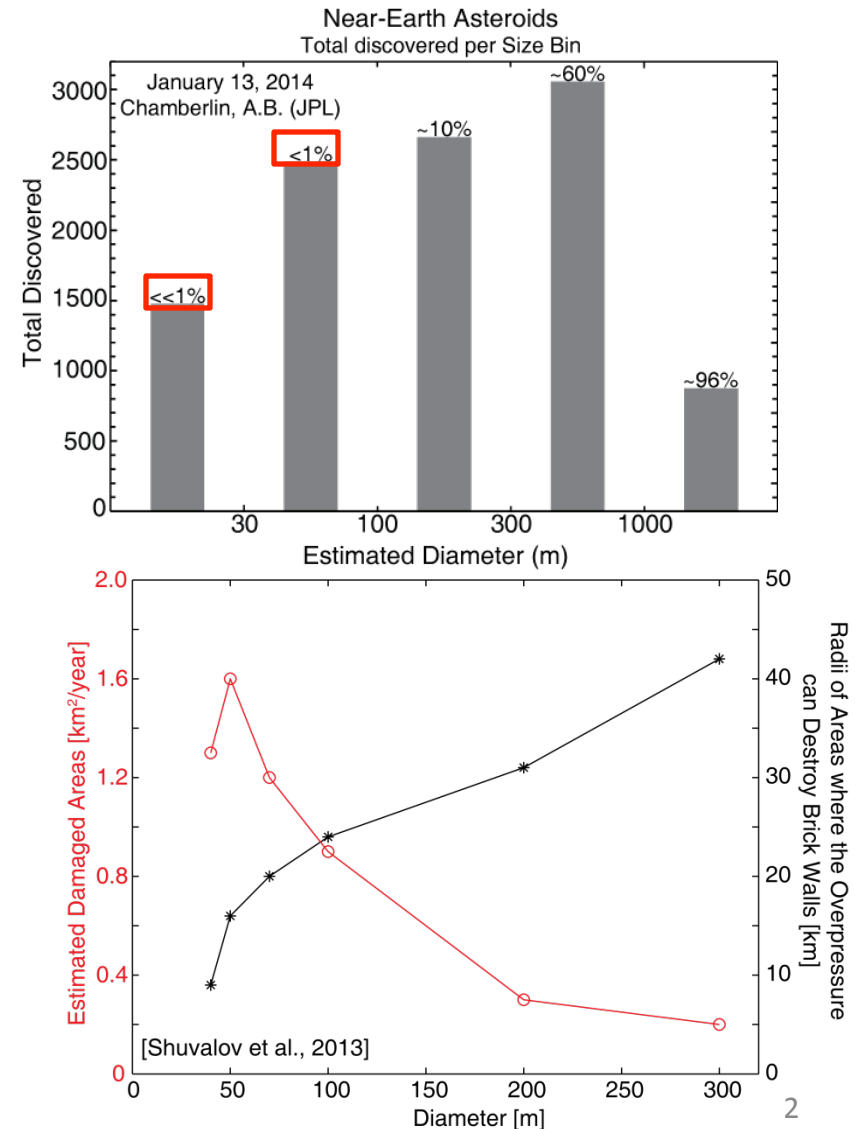 Near-Earth Asteroids
Total discovered per Size Bin
January 13, 2014
Chamberlin, A.B. (JPL)
~60%
~10%
<1%
<<1%
~96%
Total Discovered
3000
2500
2000
1500
1000
500
0
30 100 300 1000
Estimated Diameter (m)
Estimated Damaged Areas [km²/year]
2.0
1.6
1.2
0.8
0.4
0
50
40
30
20
10
0
Radii of Areas where the Overpressure
can Destroy Brick Walls [km]
[Shuvalov et al., 2013]
0 50 100 150 200 250 300
Diameter [m]
2